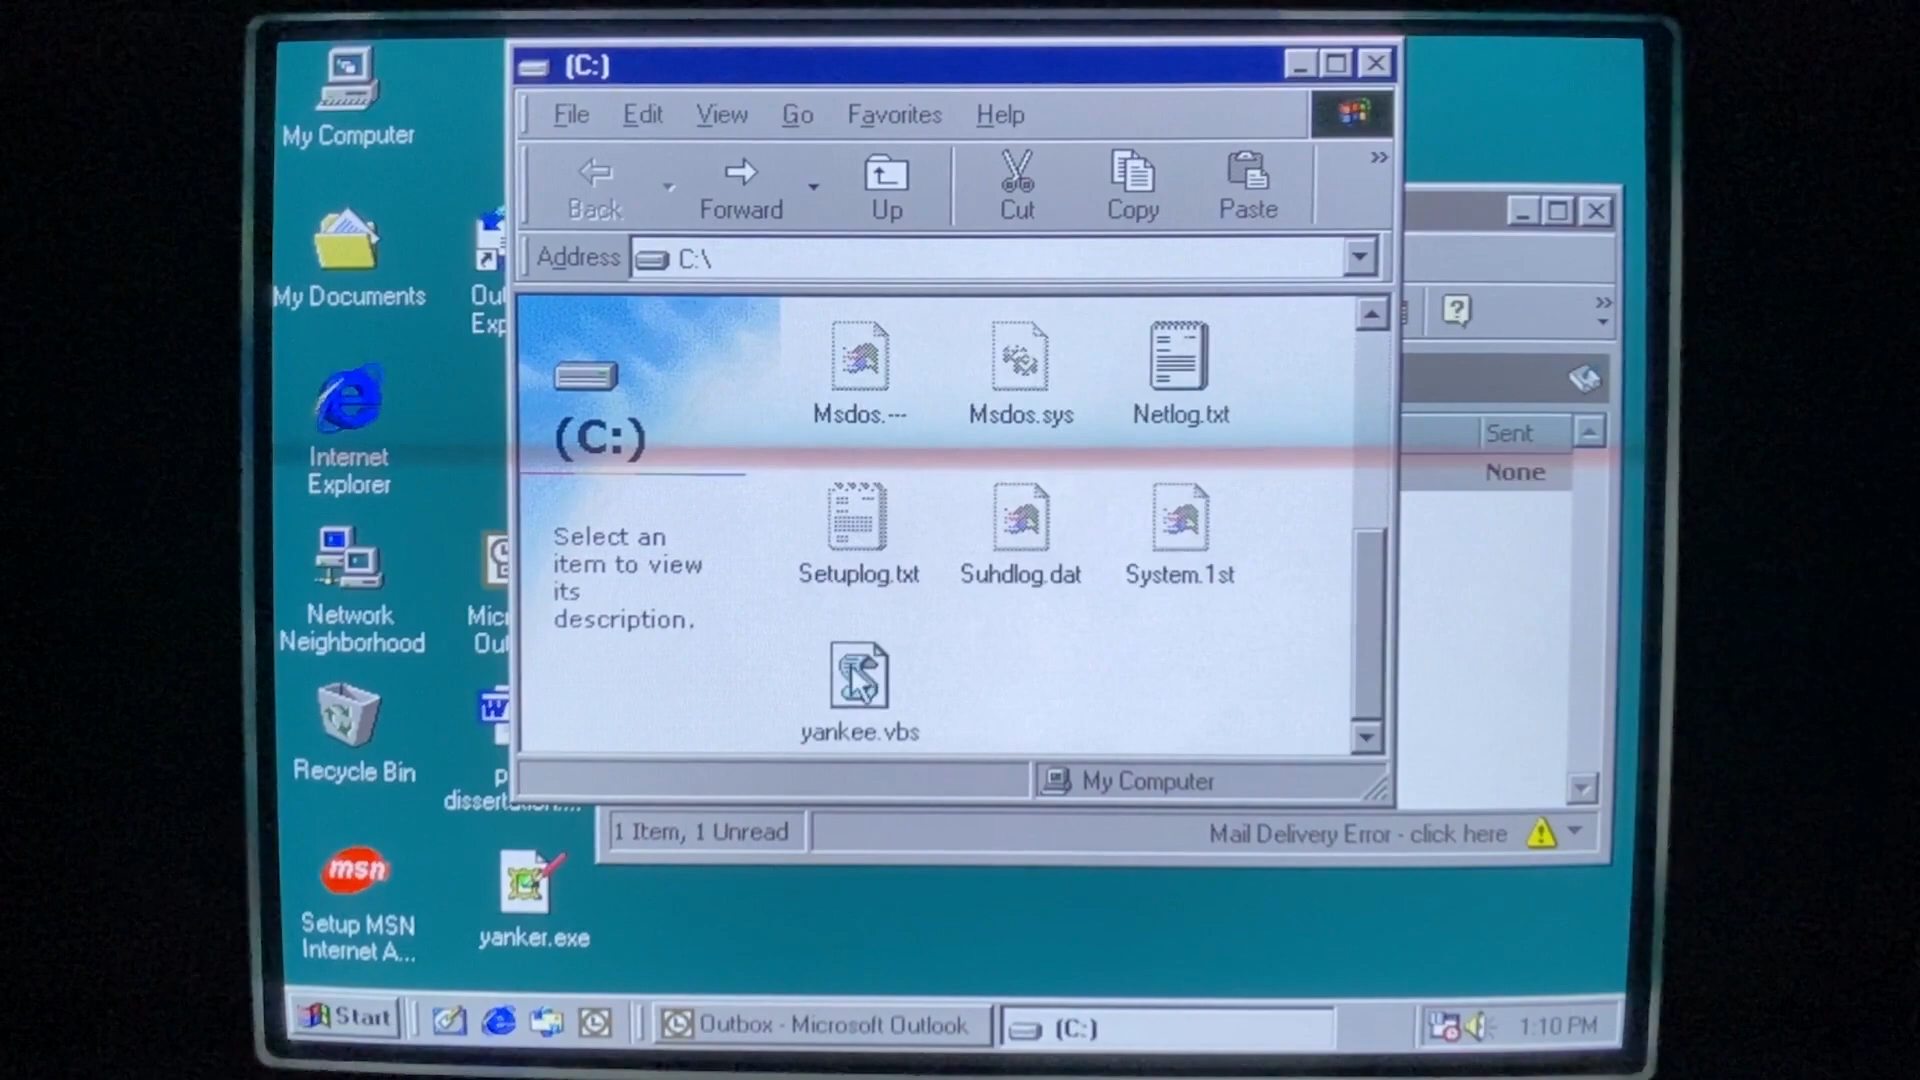 My Computer
My Documents
Internet
Explorer
Network
Neighborhood
Recycle Bin
msn
Setup MSN
Internet A...
yanker.exe
(C:)
File Edit View Go Favorites Help
Back Forward Up Cut Copy Paste
Address C:\
(C:)
Select an
item to view
its
description.
Msdos.--- Msdos.sys Netlog.txt
Setuplog.txt Suhdlog.dat System.1st
yankee.vbs
My Computer
Sent
None
1 Item, 1 Unread
Mail Delivery Error - click here
Start
Outbox - Microsoft Outlook
(C:)
1:10 PM